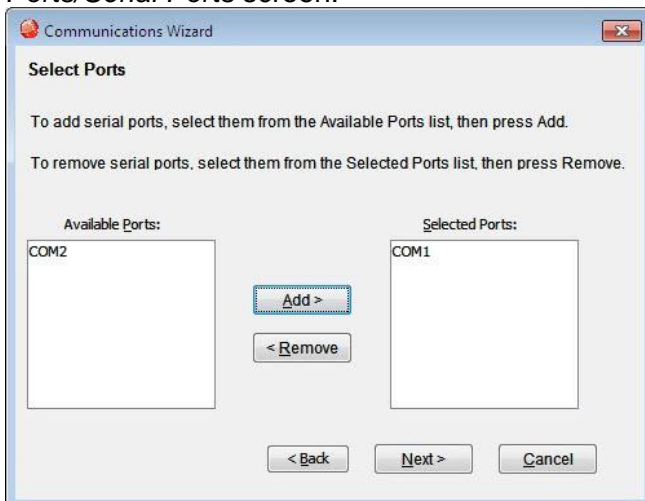 Ports/Serial Ports screen.
Communications Wizard
Select Ports
To add serial ports, select them from the Available Ports list, then press Add.
To remove serial ports, select them from the Selected Ports list, then press Remove.
Available Ports:
Selected Ports:
COM2
COM1
Add >
< Remove
< Back
Next >
Cancel